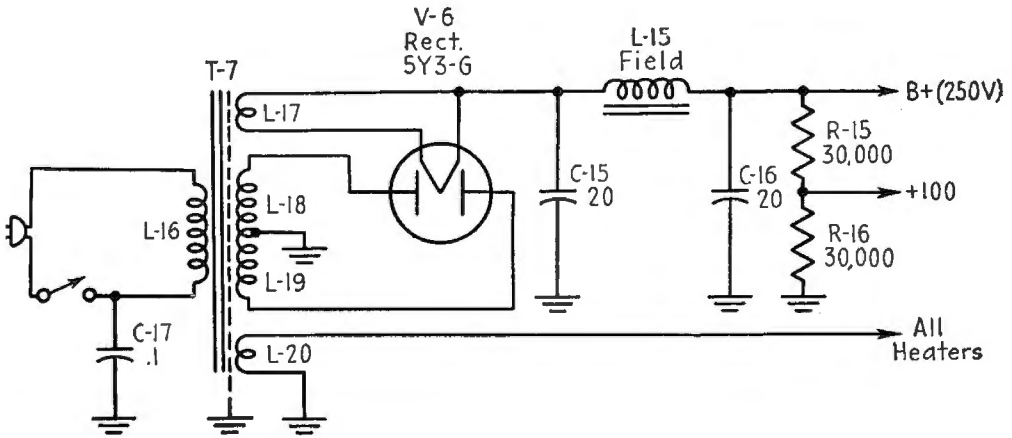 V-6
Rect.
5Y3-G
L-15
Field
T-7
L-17
B+(250V)
R-15
30,000
L-18
C-15
20
C-16
20
+100
L-16
R-16
30,000
L-19
C-17
.1
L-20
All
Heaters